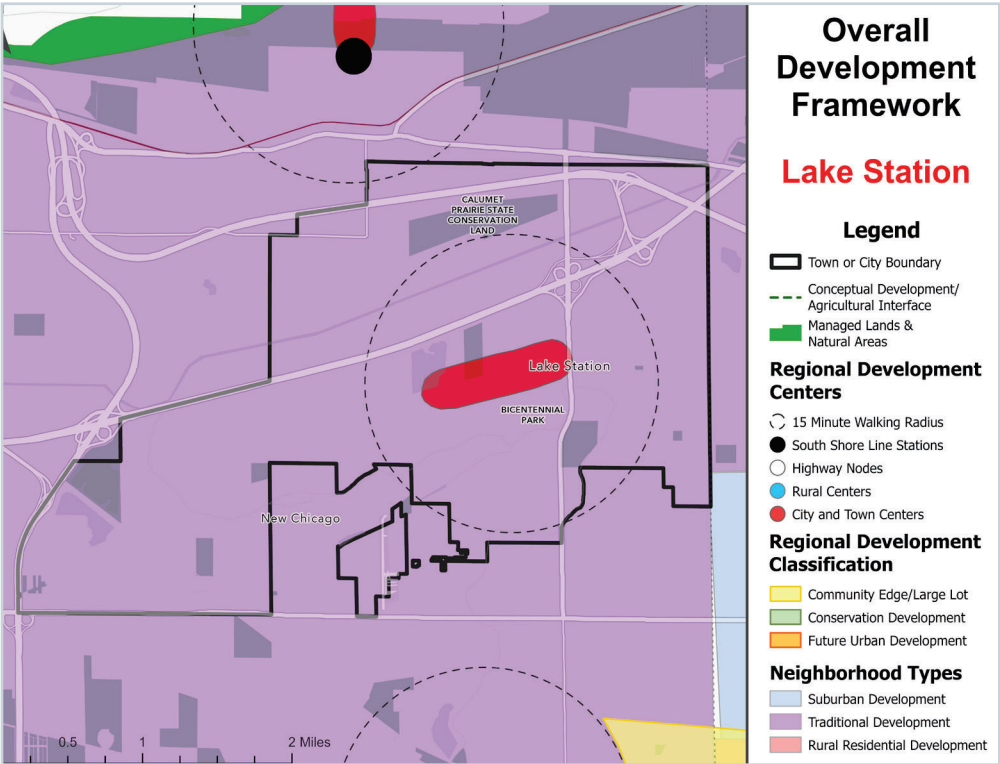 CALUMET
PRAIRIE STATE
CONSERVATION
LAND
Lake Station
BICENTENNIAL
PARK
New Chicago
0.5 1 2 Miles
Overall
Development
Framework
Lake Station
Legend
Town or City Boundary
Conceptual Development/
Agricultural Interface
Managed Lands &
Natural Areas
Regional Development
Centers
15 Minute Walking Radius
South Shore Line Stations
Highway Nodes
Rural Centers
City and Town Centers
Regional Development
Classification
Community Edge/Large Lot
Conservation Development
Future Urban Development
Neighborhood Types
Suburban Development
Traditional Development
Rural Residential Development